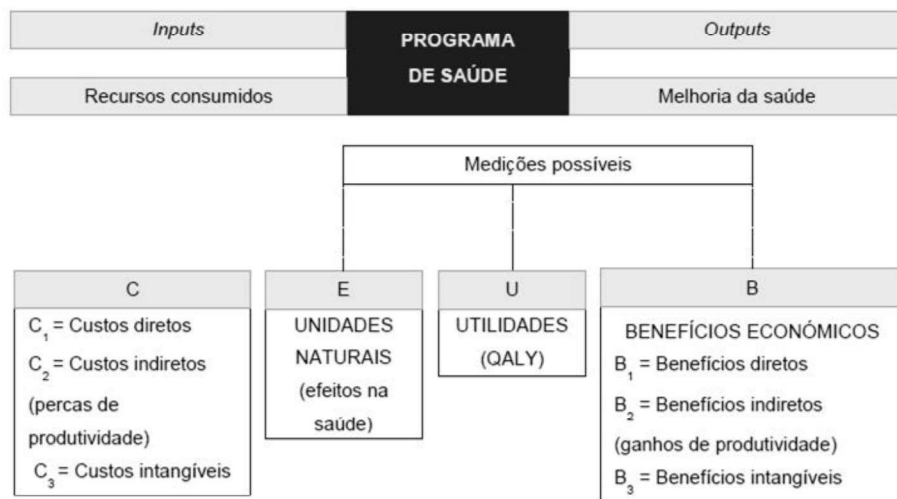 Inputs
PROGRAMA
DE SAÚDE
Outputs
Recursos consumidos
Melhoria da saúde
Medições possíveis
C
C₁ = Custos diretos
C₂ = Custos indiretos
(percas de
produtividade)
C₃ = Custos intangíveis
E
UNIDADES
NATURAIS
(efeitos na
saúde)
U
UTILIDADES
(QALY)
B
BENEFÍCIOS ECONÓMICOS
B₁ = Benefícios diretos
B₂ = Benefícios indiretos
(ganhos de produtividade)
B₃ = Benefícios intangíveis